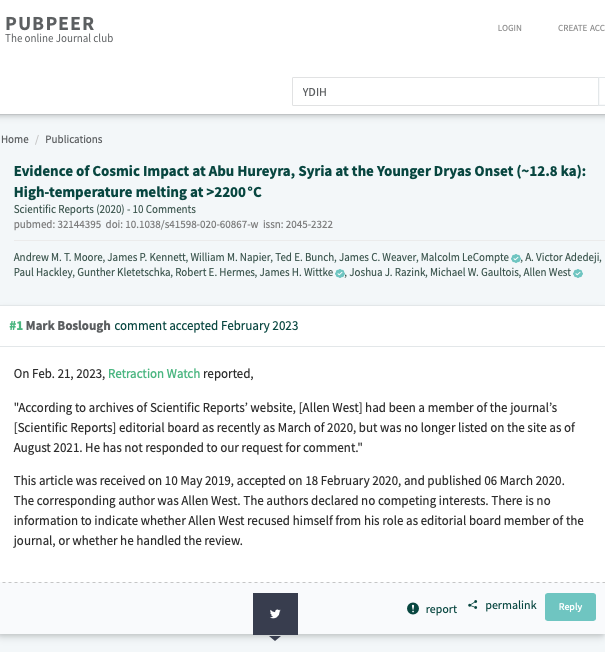 PUBPEER
The online Journal club
LOGIN
CREATE ACC
YDIH
Home / Publications
Evidence of Cosmic Impact at Abu Hureyra, Syria at the Younger Dryas Onset (~12.8 ka):
High-temperature melting at >2200°C
Scientific Reports (2020) - 10 Comments
pubmed: 32144395 doi: 10.1038/s41598-020-60867-w issn: 2045-2322
Andrew M. T. Moore, James P. Kennett, William M. Napier, Ted E. Bunch, James C. Weaver, Malcolm LeCompte, A. Victor Adedeji,
Paul Hackley, Gunther Kletetschka, Robert E. Hermes, James H. Wittke, Joshua J. Razink, Michael W. Gaultois, Allen West
#1 Mark Boslough comment accepted February 2023
On Feb. 21, 2023, Retraction Watch reported,
"According to archives of Scientific Reports’ website, [Allen West] had been a member of the journal’s
[Scientific Reports] editorial board as recently as March of 2020, but was no longer listed on the site as of
August 2021. He has not responded to our request for comment."
This article was received on 10 May 2019, accepted on 18 February 2020, and published 06 March 2020.
The corresponding author was Allen West. The authors declared no competing interests. There is no
information to indicate whether Allen West recused himself from his role as editorial board member of the
journal, or whether he handled the review.
report
permalink
Reply